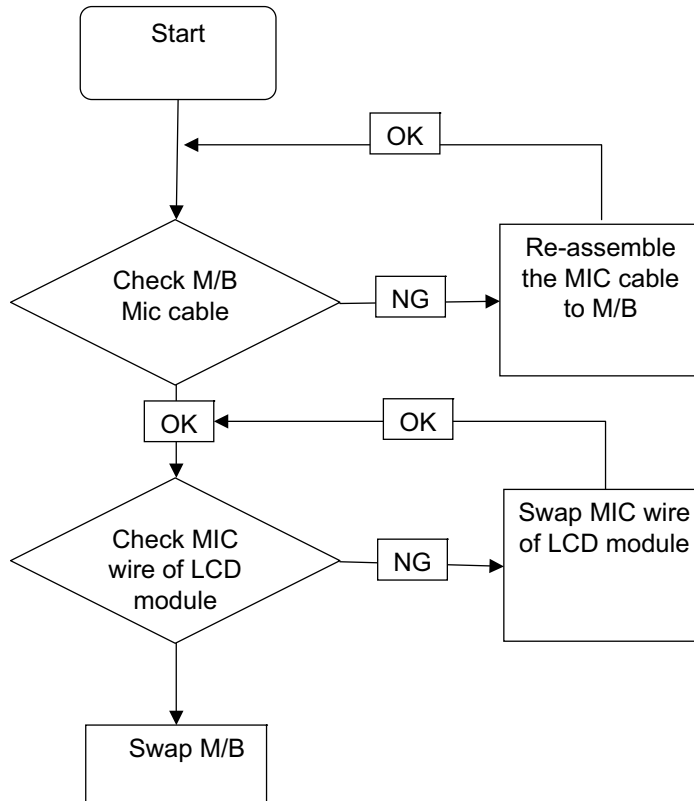 Start
OK
Check M/B
Mic cable
NG
Re-assemble
the MIC cable
to M/B
OK
OK
Check MIC
wire of LCD
module
NG
Swap MIC wire
of LCD module
Swap M/B